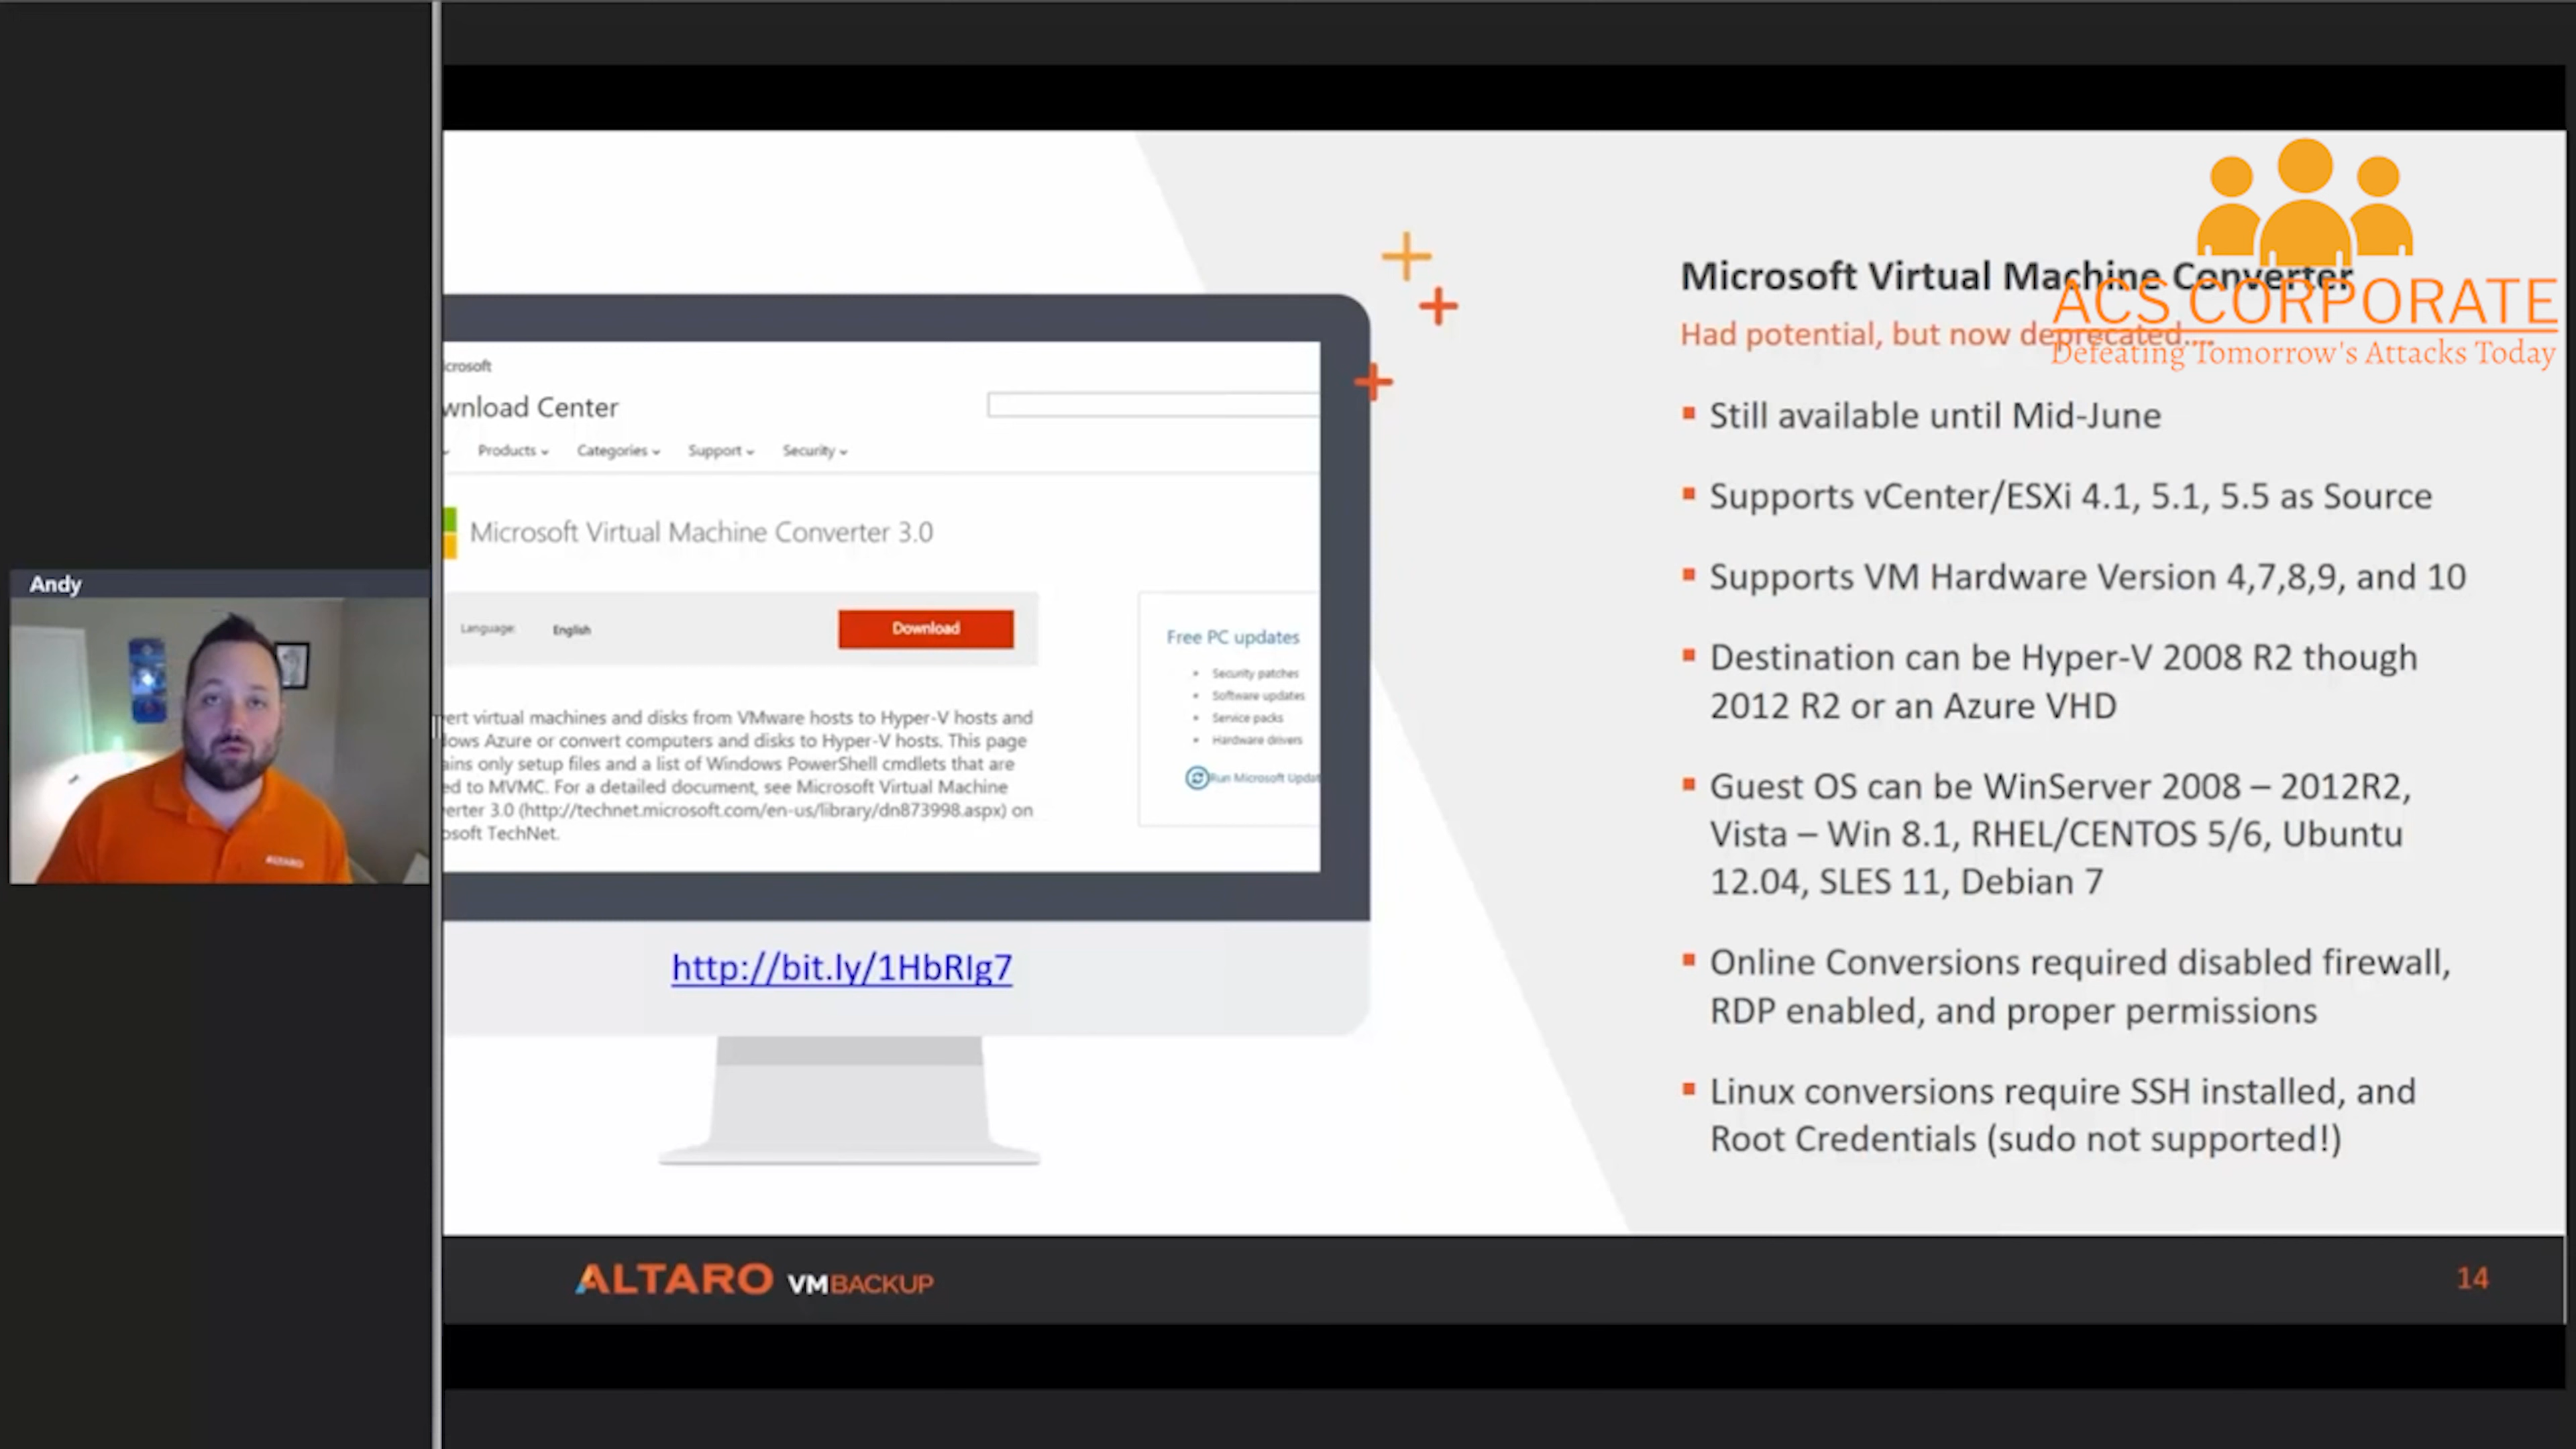 Andy
ALTARO
crosoft
wnload Center
Products
Categories
Support
Security
Microsoft Virtual Machine Converter 3.0
Language:
English
Download
Free PC updates
Security patches
Software updates
Service packs
Hardware drivers
Run Microsoft Updat
ert virtual machines and disks from VMware hosts to Hyper-V hosts and
ows Azure or convert computers and disks to Hyper-V hosts. This page
ains only setup files and a list of Windows PowerShell cmdlets that are
ed to MVMC. For a detailed document, see Microsoft Virtual Machine
erter 3.0 (http://technet.microsoft.com/en-us/library/dn873998.aspx) on
osoft TechNet.
http://bit.ly/1HbRIg7
Microsoft Virtual Machine Converter
Had potential, but now deprecated....
ACS CORPORATE
Defeating Tomorrow's Attacks Today
Still available until Mid-June
Supports vCenter/ESXi 4.1, 5.1, 5.5 as Source
Supports VM Hardware Version 4,7,8,9, and 10
Destination can be Hyper-V 2008 R2 though
2012 R2 or an Azure VHD
Guest OS can be WinServer 2008 – 2012R2,
Vista – Win 8.1, RHEL/CENTOS 5/6, Ubuntu
12.04, SLES 11, Debian 7
Online Conversions required disabled firewall,
RDP enabled, and proper permissions
Linux conversions require SSH installed, and
Root Credentials (sudo not supported!)
ALTARO VMBACKUP
14